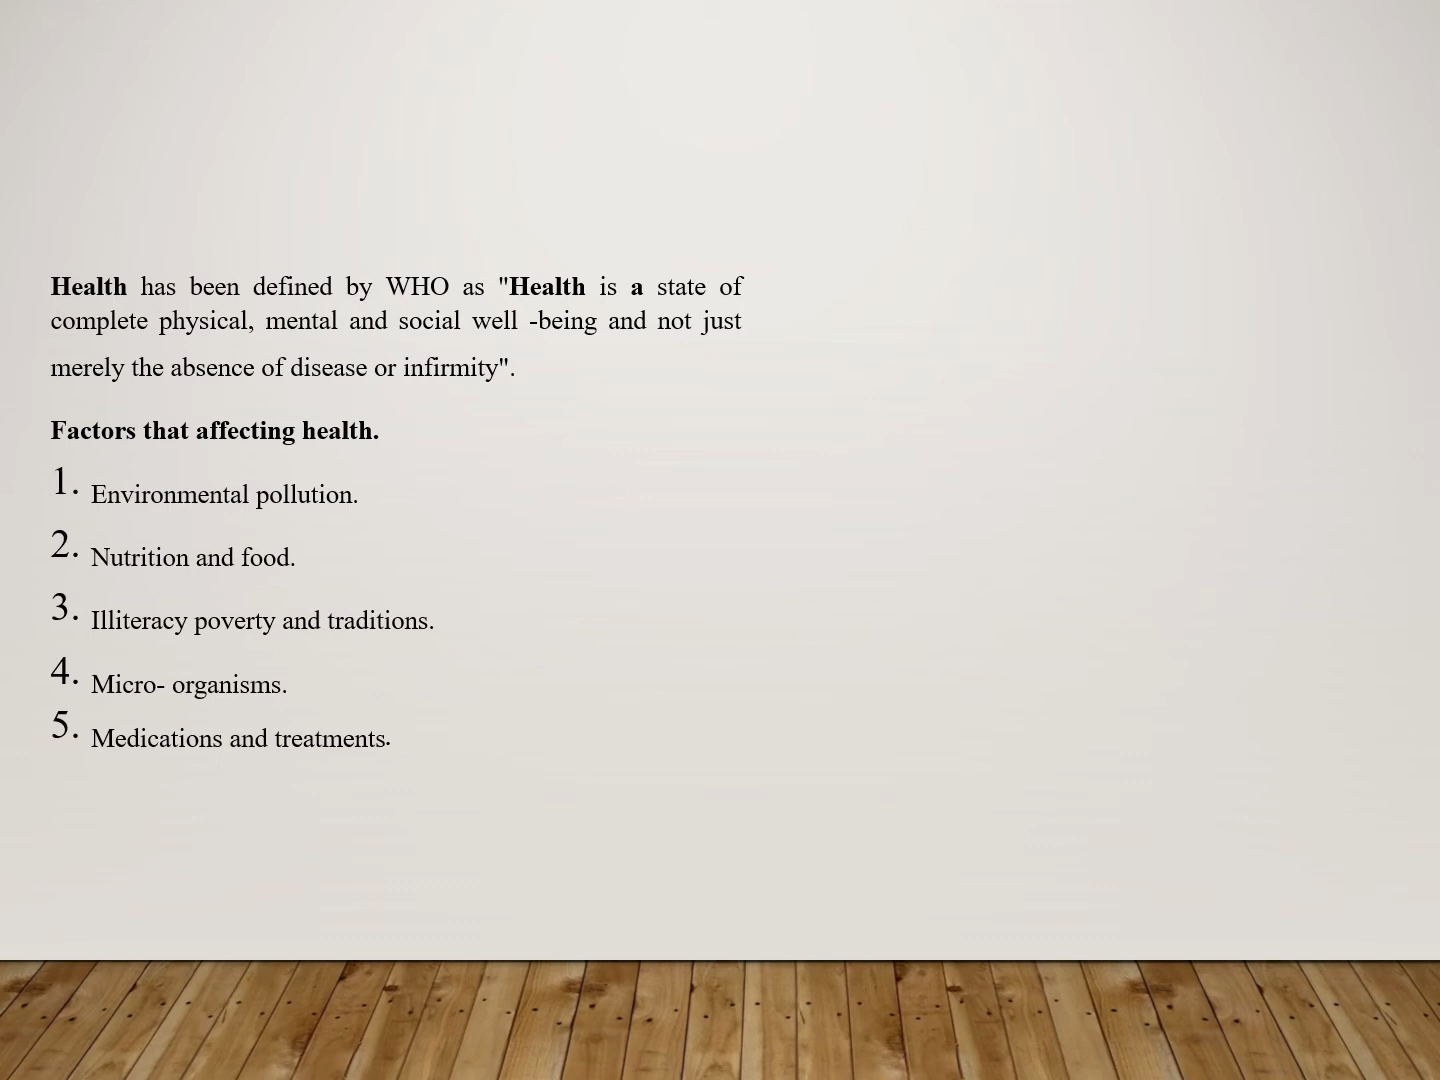 Health has been defined by WHO as "Health is a state of
complete physical, mental and social well -being and not just
merely the absence of disease or infirmity".
Factors that affecting health.
1. Environmental pollution.
2. Nutrition and food.
3. Illiteracy poverty and traditions.
4. Micro- organisms.
5. Medications and treatments.